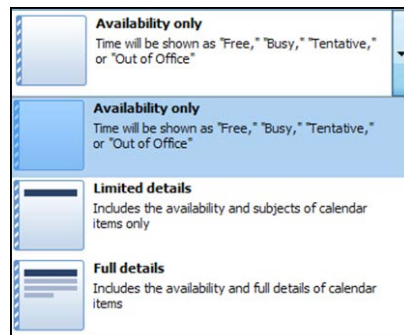 Availability only
Time will be shown as "Free," "Busy," "Tentative,"
or "Out of Office"
Availability only
Time will be shown as "Free," "Busy," "Tentative,"
or "Out of Office"
Limited details
Includes the availability and subjects of calendar
items only
Full details
Includes the availability and full details of calendar
items